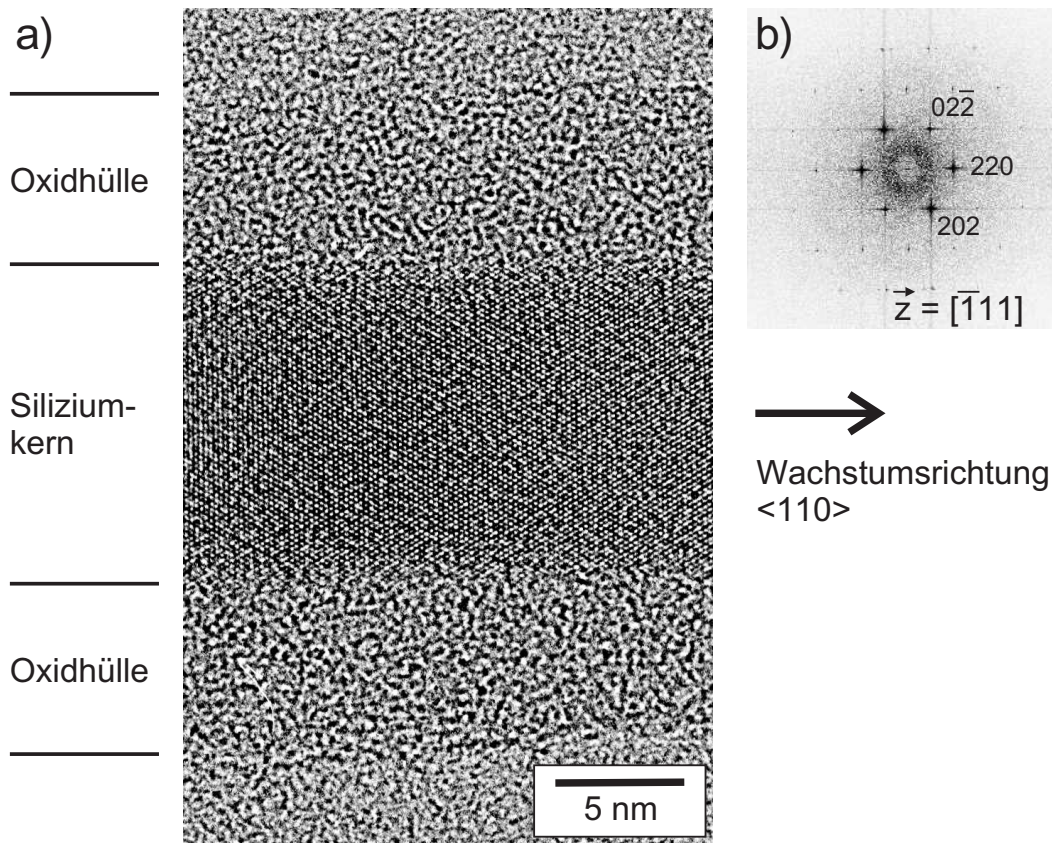 a)
Oxidhülle
Silizium-
kern
Oxidhülle
5 nm
b)
02̅2̅
220
202
z⃗ = [1̅11]
Wachstumsrichtung
<110>